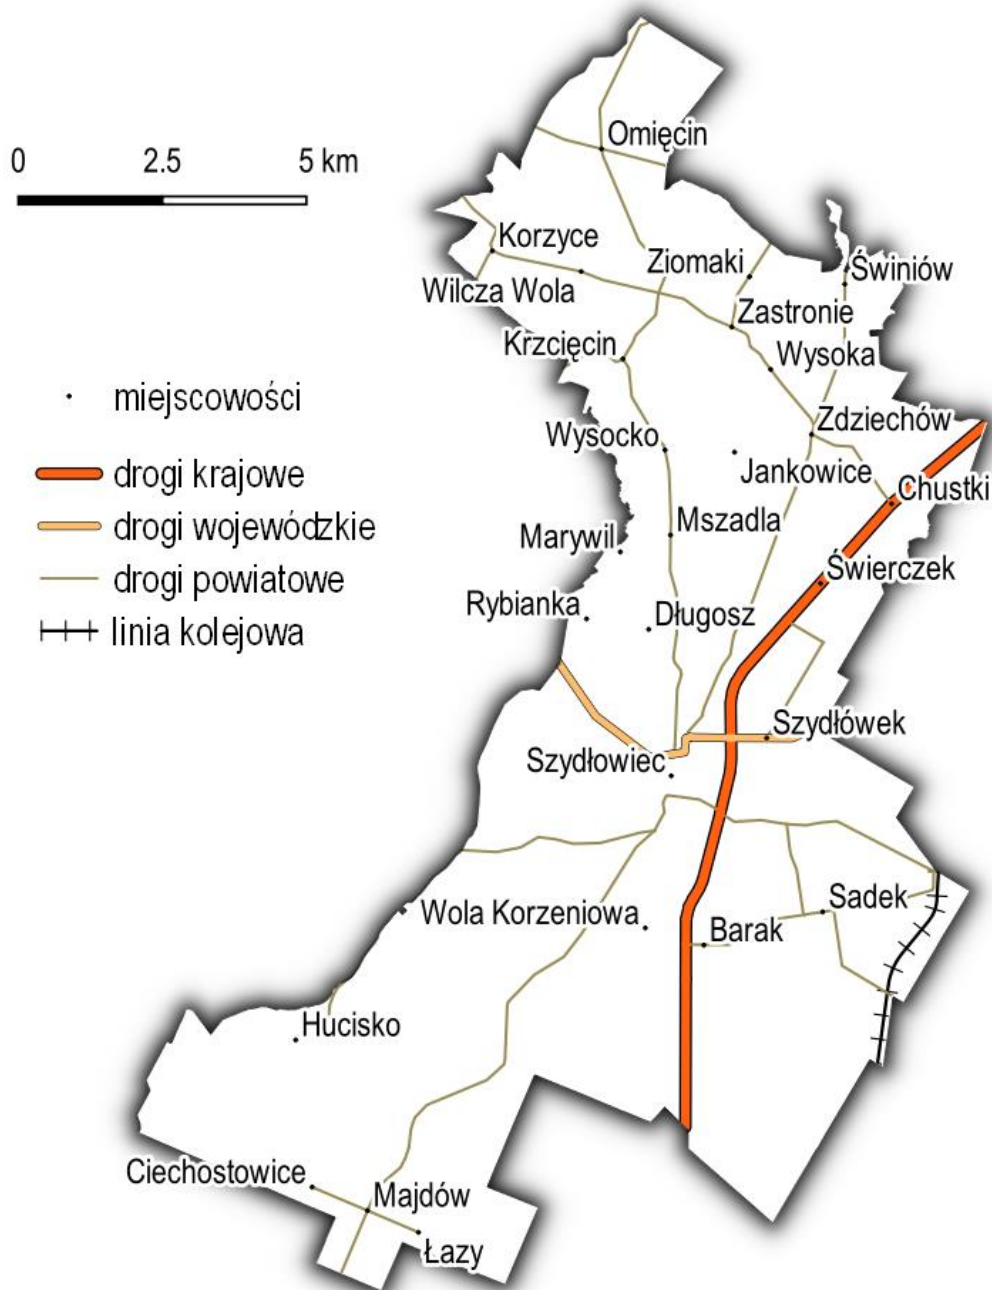 Omięcin
0 2.5 5 km
Korzyce
Ziomaki
Świniów
Wilcza Wola
Zastronie
Krzcięcin
Wysoka
miejscowości
Zdziechów
Wysocko
drogi krajowe
Jankowice
Chustki
drogi wojewódzkie
Mszadla
Marywil
drogi powiatowe
Świerczek
Rybianka
Długosz
linia kolejowa
Szydłówek
Szydłowiec
Sadek
Wola Korzeniowa
Barak
Hucisko
Ciechostowice
Majdów
Łazy